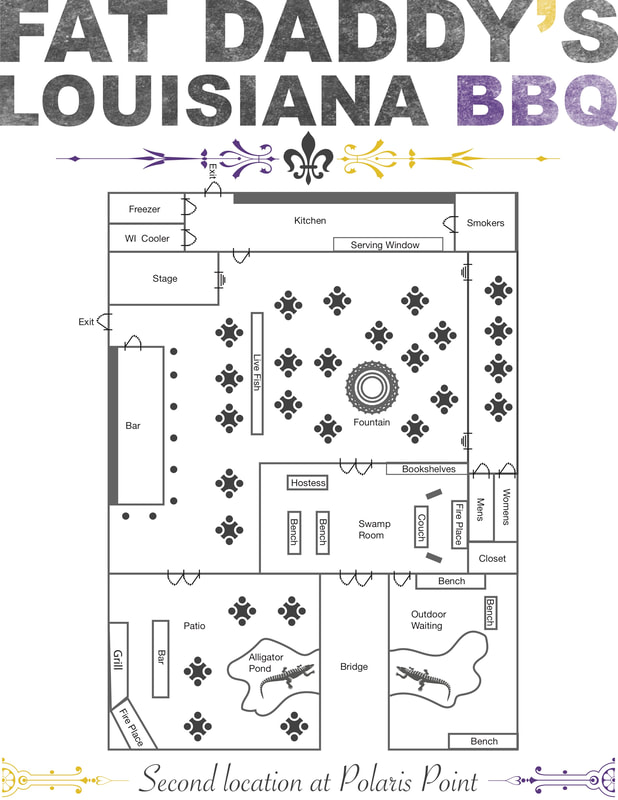 FAT DADDY'S
LOUISIANA BBQ
Exit
Freezer
Kitchen
Smokers
WI Cooler
Serving Window
Stage
Exit
Live Fish
Bar
Fountain
Bookshelves
Hostess
Bench
Bench
Swamp
Room
Couch
Fire Place
Mens
Womens
Closet
Bench
Bench
Patio
Outdoor
Waiting
Grill
Bar
Alligator
Pond
Bridge
Fire Place
Bench
Second location at Polaris Point